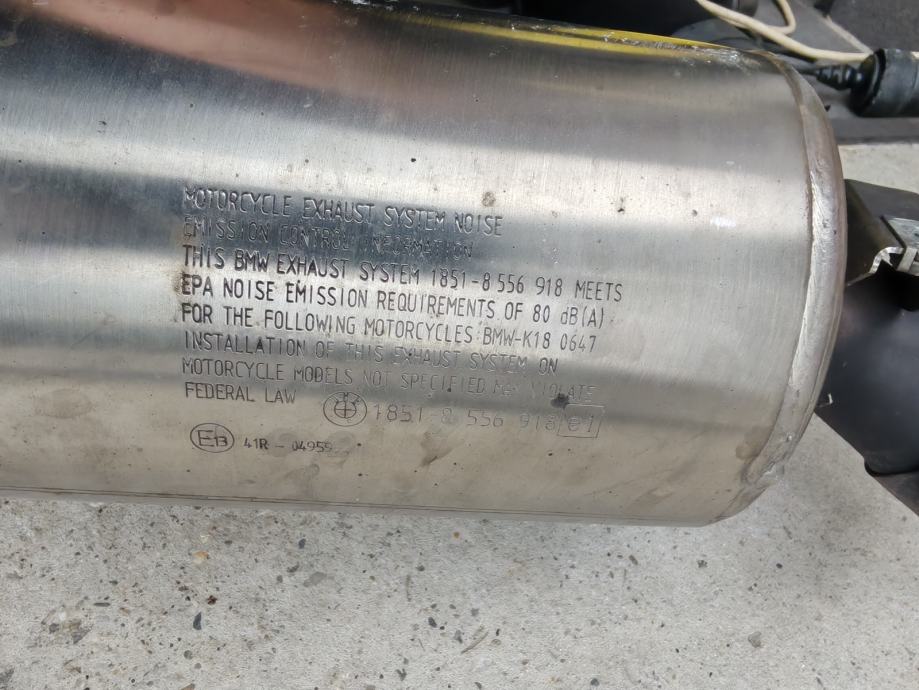 MOTORCYCLE EXHAUST SYSTEM NOISE
EMISSION CONTROL INFORMATION
THIS BMW EXHAUST SYSTEM 1851-8 556 918 MEETS
EPA NOISE EMISSION REQUIREMENTS OF 80 dB(A)
FOR THE FOLLOWING MOTORCYCLES:BMW-K18 0647
INSTALLATION OF THIS EXHAUST SYSTEM ON
MOTORCYCLE MODELS NOT SPECIFIED MAY VIOLATE
FEDERAL LAW 1851-8 556 918 e1
E13 41R - 04959